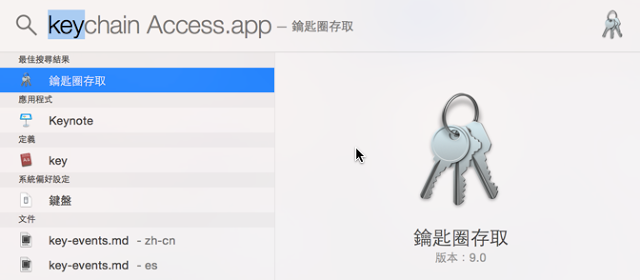 keychain Access.app — 鑰匙圈存取
最佳搜尋結果
鑰匙圈存取
應用程式
Keynote
定義
key
系統偏好設定
鍵盤
文件
key-events.md - zh-cn
key-events.md - es
鑰匙圈存取
版本：9.0